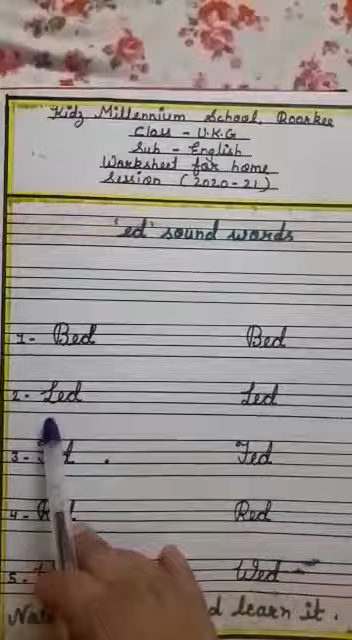 Kidz Millennium School, Roorkee
Class - U.K.G
Sub - English
Worksheet for home
Session (2020-21)
'ed' sound words
1- Bed Bed
2- Led Led
3- Ted
4- Red
5. Wed
learn it.